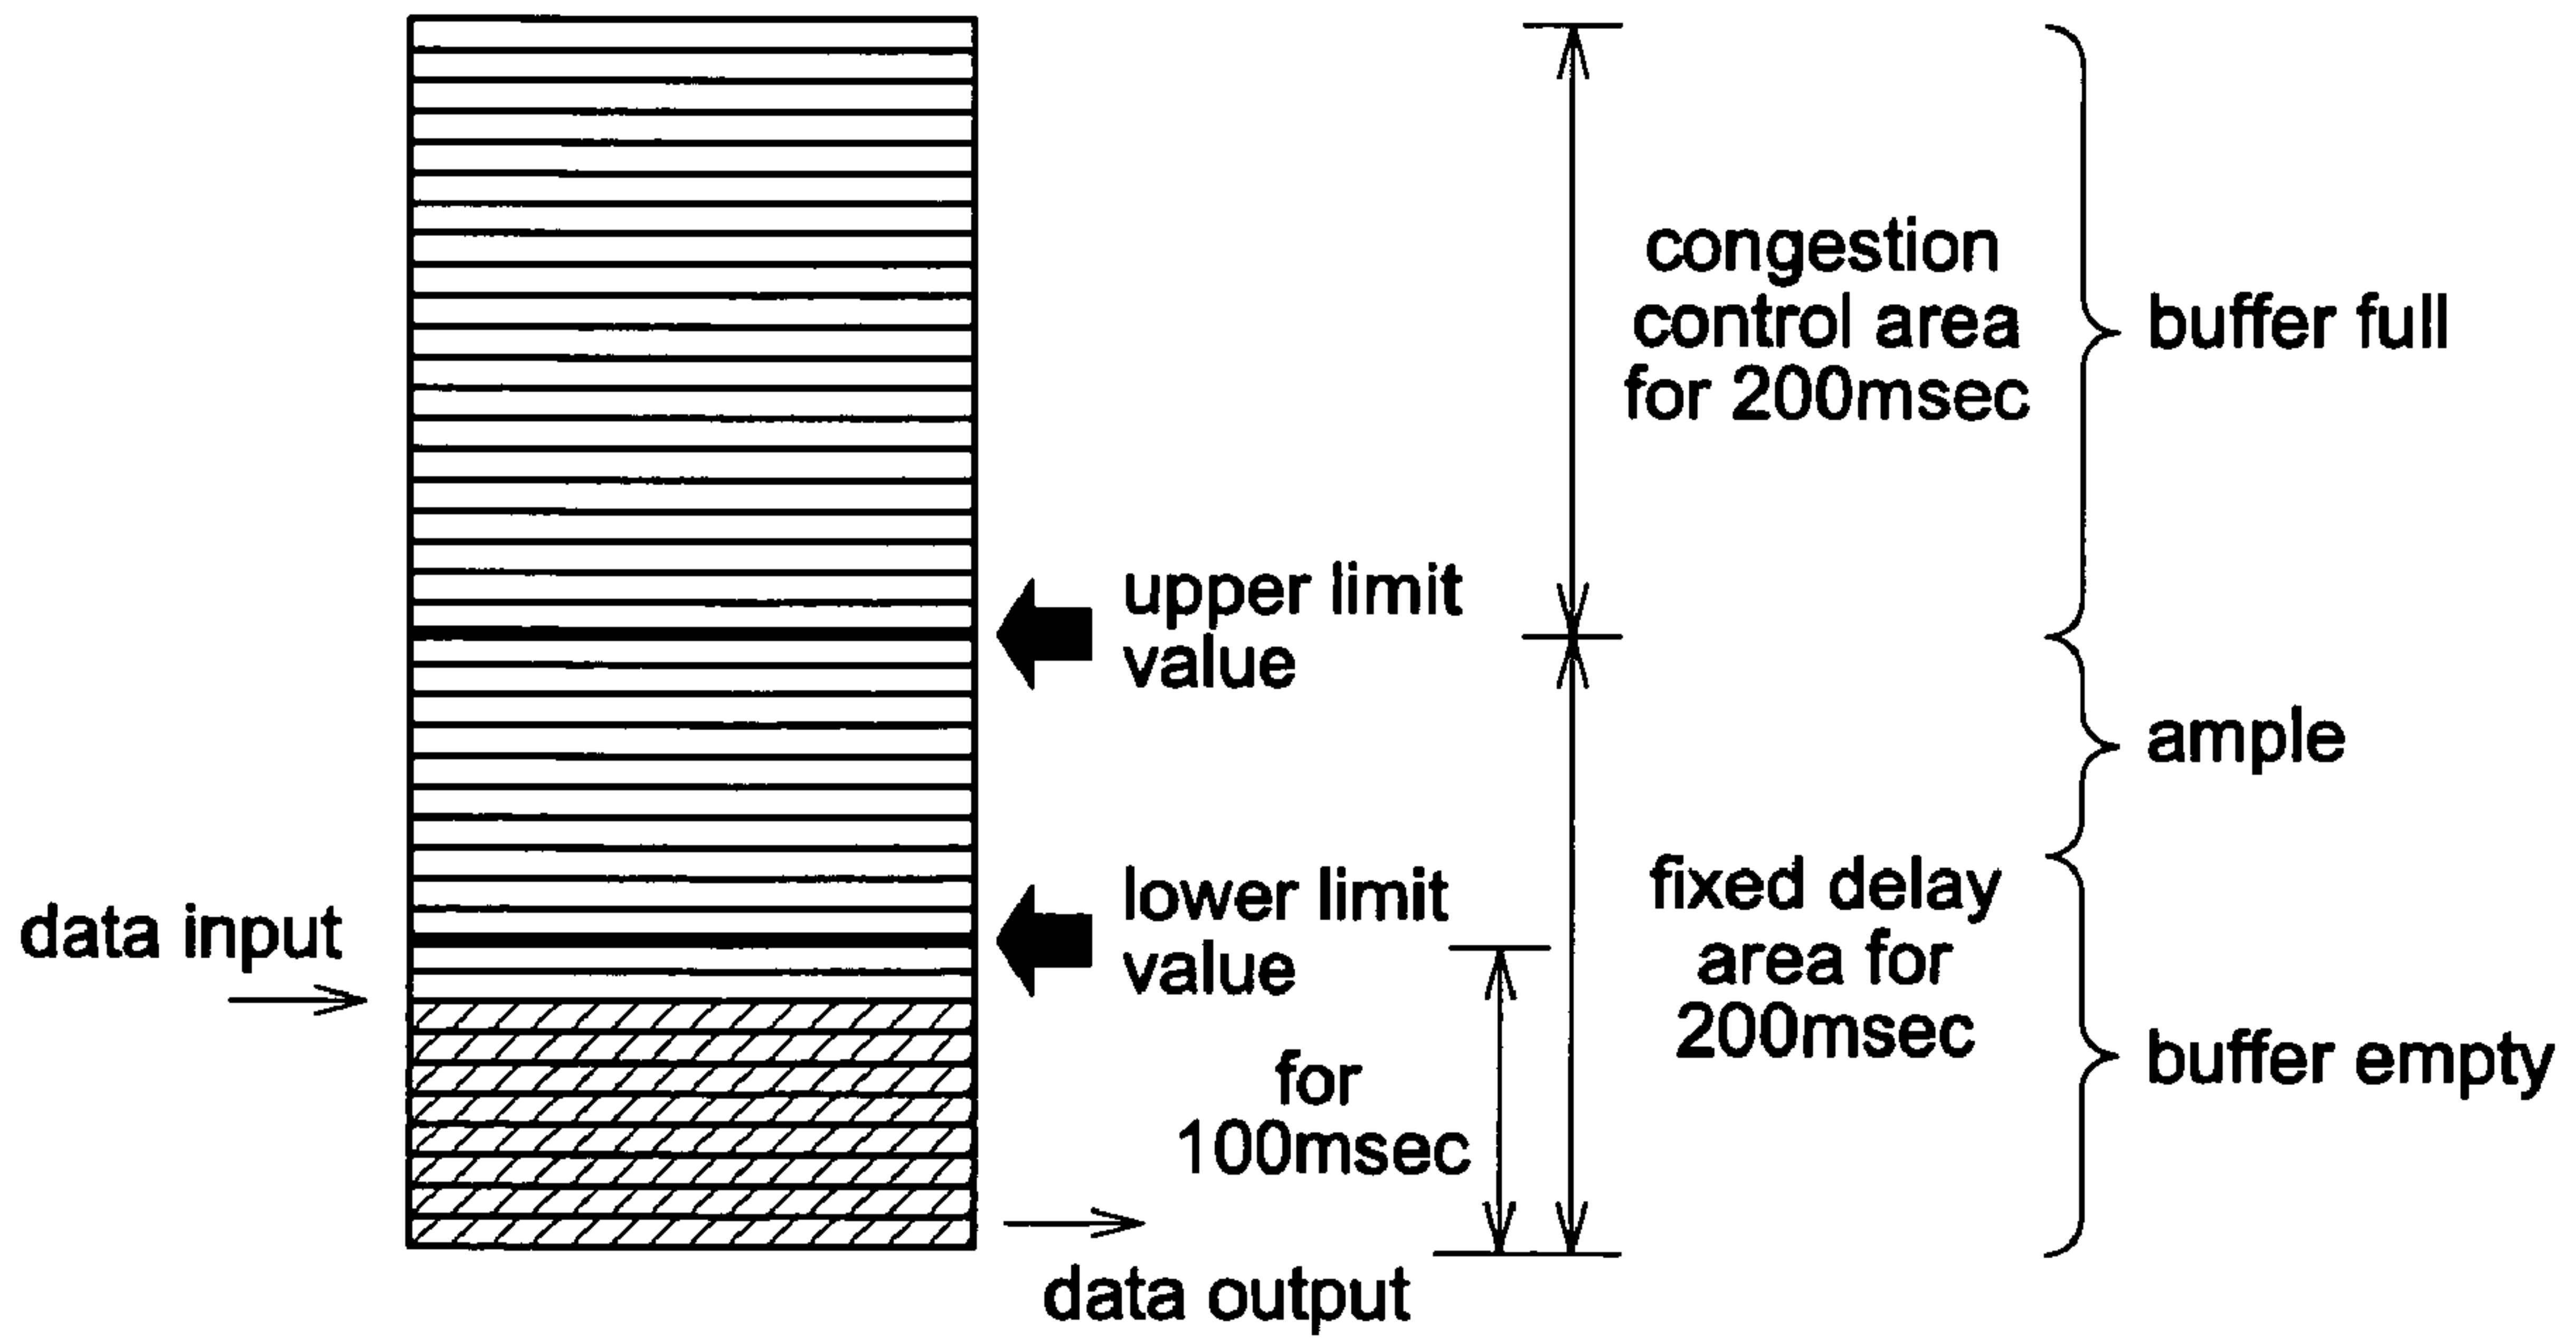 congestion
control area
for 200msec
buffer full
upper limit
value
ample
data input
lower limit
value
fixed delay
area for
200msec
for
100msec
buffer empty
data output